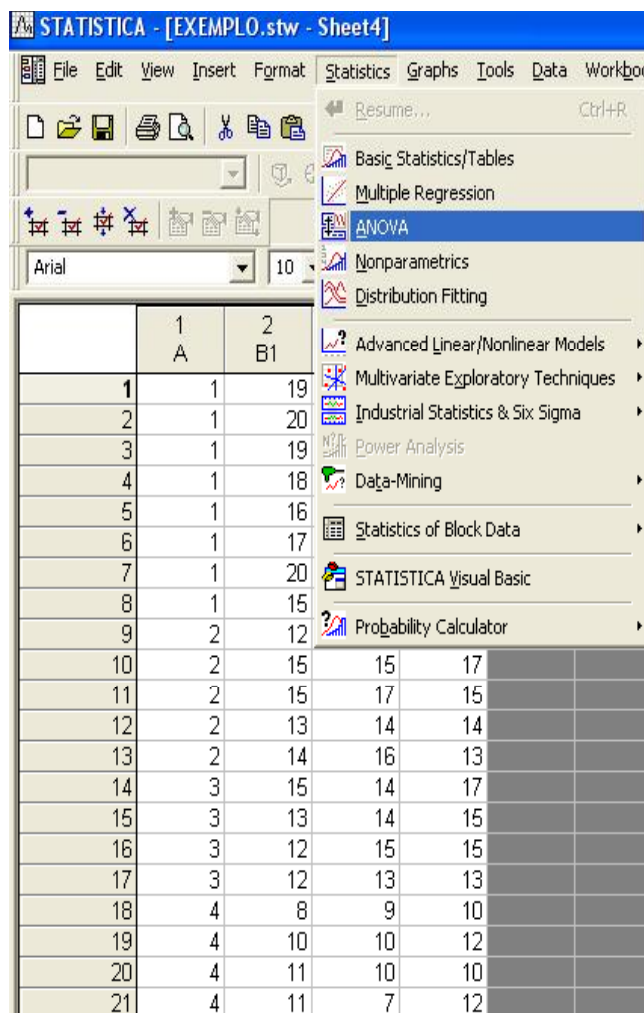 STATISTICA - [EXEMPLO.stw - Sheet4]
File Edit View Insert Format Statistics Graphs Tools Data
Resume... Ctrl+R
Basic Statistics/Tables
Multiple Regression
ANOVA
Nonparametrics
Distribution Fitting
Advanced Linear/Nonlinear Models
Multivariate Exploratory Techniques
Industrial Statistics & Six Sigma
Power Analysis
Data-Mining
Statistics of Block Data
STATISTICA Visual Basic
Probability Calculator
Arial 10
1 2
A B1
1 1 19
2 1 20
3 1 19
4 1 18
5 1 16
6 1 17
7 1 20
8 1 15
9 2 12
10 2 15 15 17
11 2 15 17 15
12 2 13 14 14
13 2 14 16 13
14 3 15 14 17
15 3 13 14 15
16 3 12 15 15
17 3 12 13 13
18 4 8 9 10
19 4 10 10 12
20 4 11 10 10
21 4 11 7 12